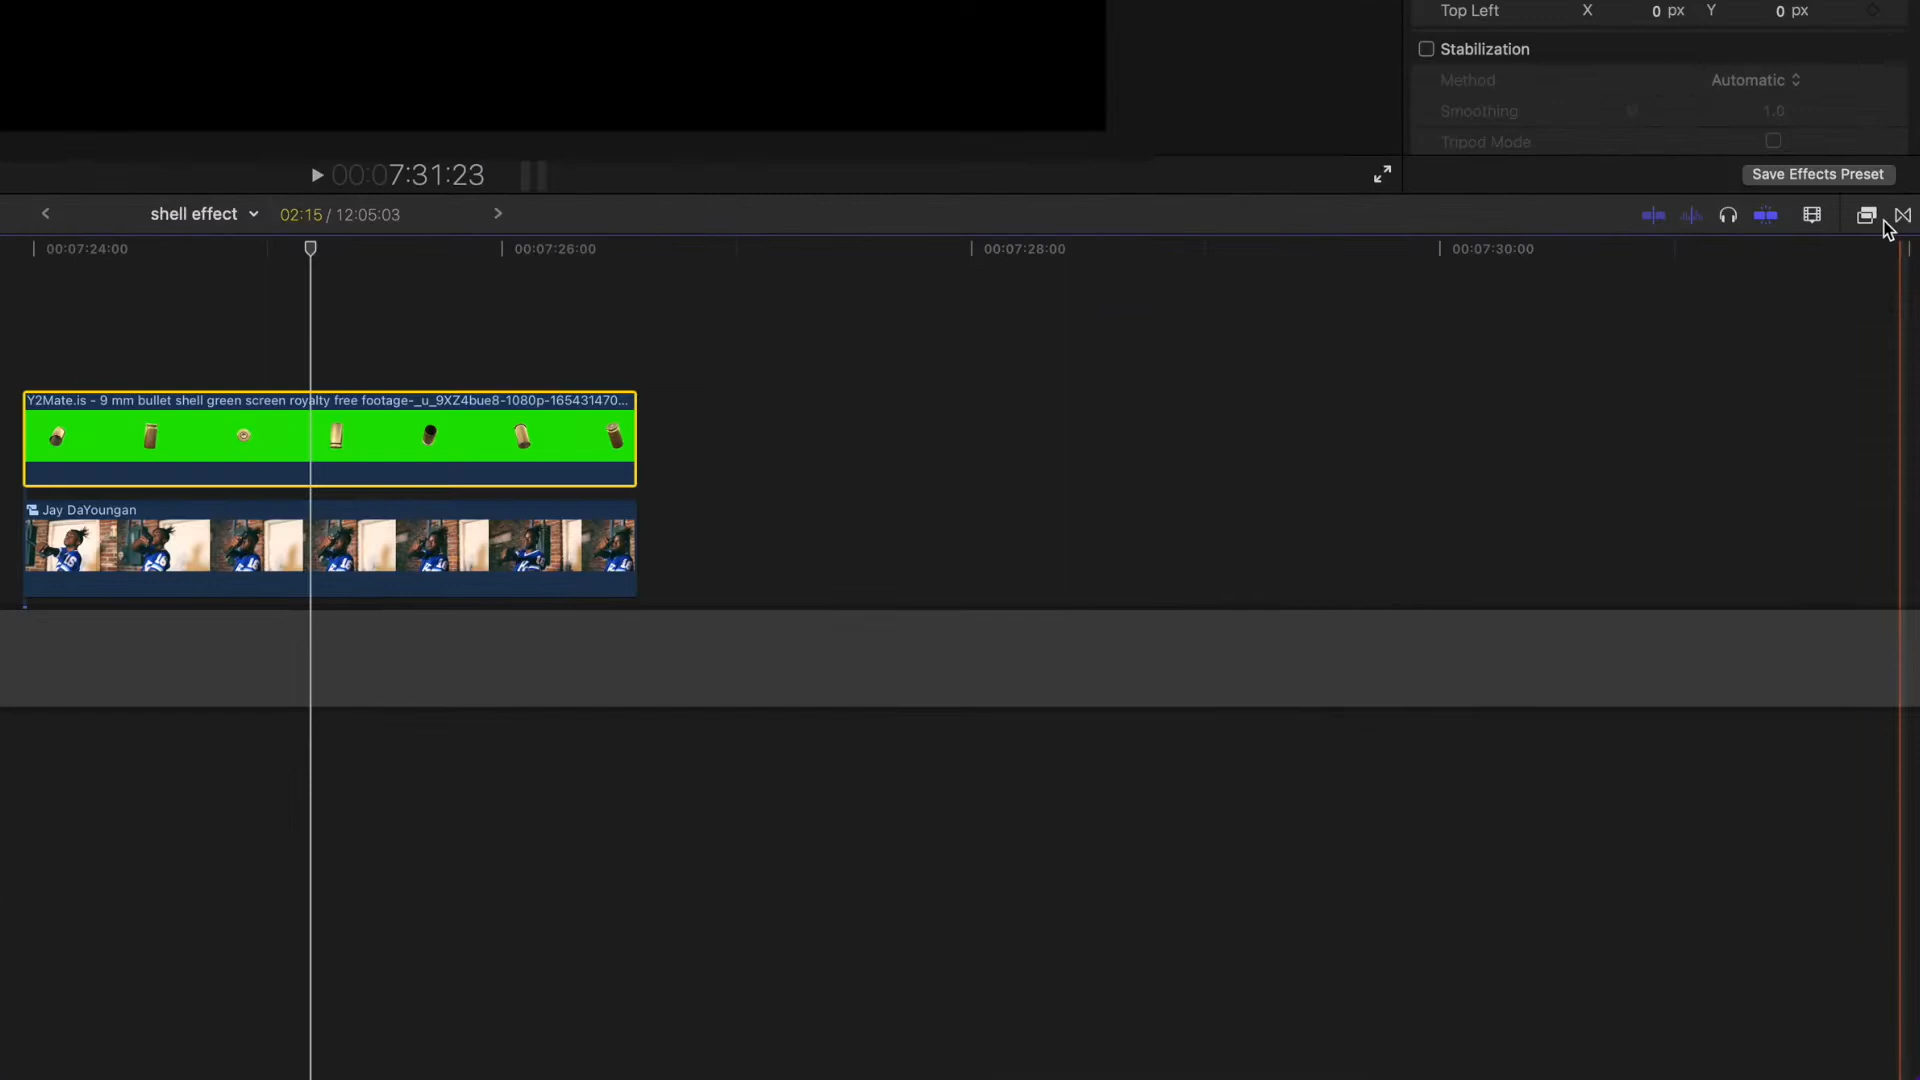 Top Left X 0 px Y 0 px
Stabilization
Method Automatic
Smoothing 1.0
Tripod Mode
00:07:31:23
Save Effects Preset
shell effect 02:15 / 12:05:03
00:07:24:00 00:07:26:00 00:07:28:00 00:07:30:00
Y2Mate.is - 9 mm bullet shell green screen royalty free footage-_u_9XZ4bue8-1080p-165431470...
Jay DaYoungan